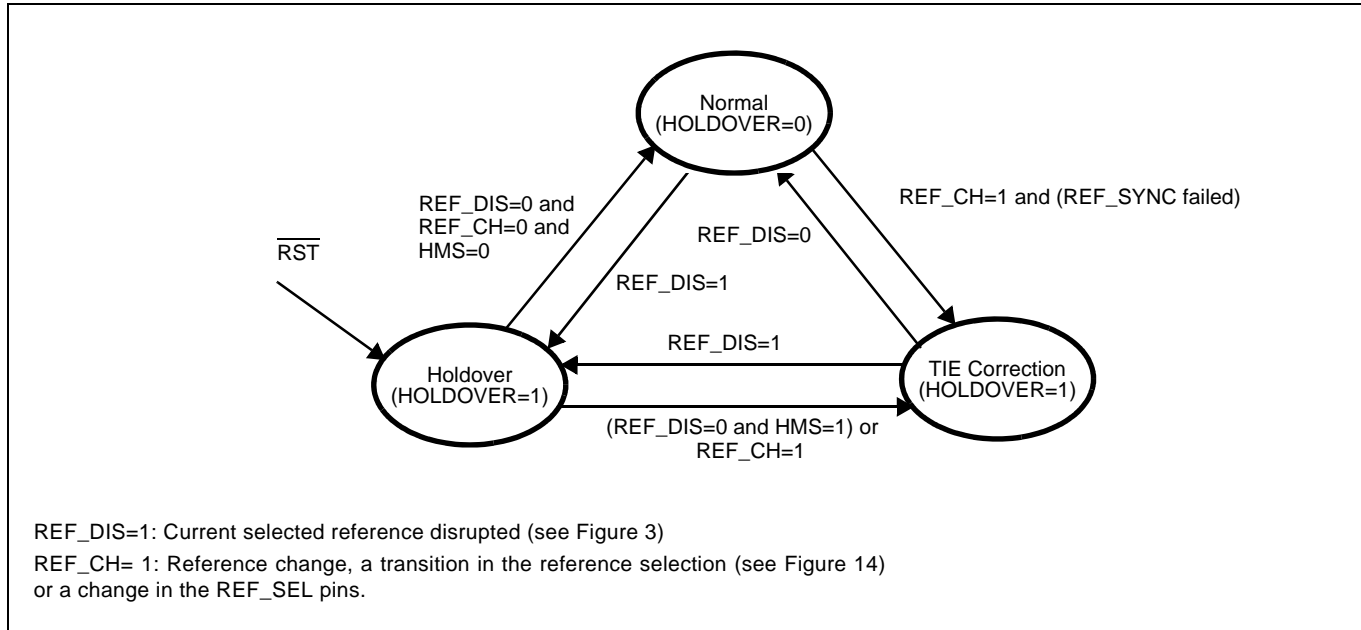 Normal
(HOLDOVER=0)
REF_CH=1 and (REF_SYNC failed)
REF_DIS=0 and
REF_CH=0 and
HMS=0
REF_DIS=0
RST
REF_DIS=1
REF_DIS=1
Holdover
(HOLDOVER=1)
TIE Correction
(HOLDOVER=1)
(REF_DIS=0 and HMS=1) or
REF_CH=1
REF_DIS=1: Current selected reference disrupted (see Figure 3)
REF_CH= 1: Reference change, a transition in the reference selection (see Figure 14)
or a change in the REF_SEL pins.